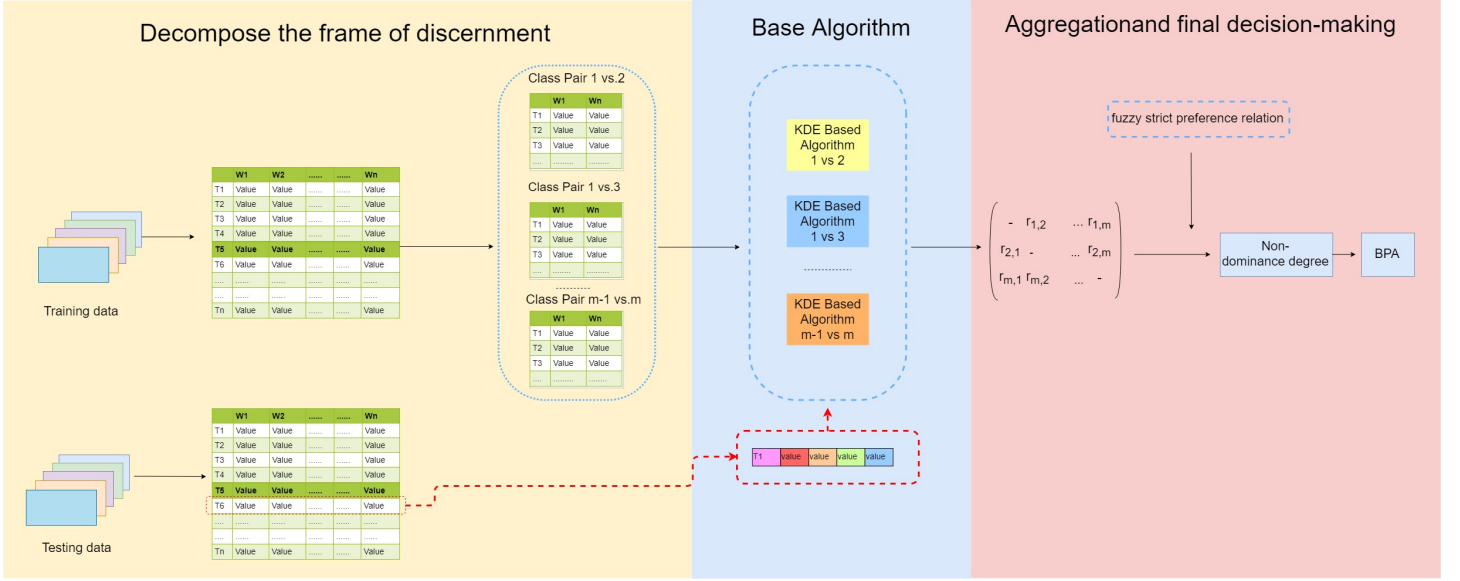 Decompose the frame of discernment
Base Algorithm
Aggregationand final decision-making
Class Pair 1 vs.2
W1 Wn
T1 Value Value
T2 Value Value
T3 Value Value
.... ......... .........
Class Pair 1 vs.3
W1 Wn
T1 Value Value
T2 Value Value
T3 Value Value
.... ......... .........
Class Pair m-1 vs.m
W1 Wn
T1 Value Value
T2 Value Value
T3 Value Value
.... ......... .........
W1 W2 ...... ...... Wn
T1 Value Value ...... ...... Value
T2 Value Value ...... ...... Value
T3 Value Value ...... ...... Value
T4 Value Value ...... ...... Value
T5 Value Value ...... ...... Value
T6 Value Value ...... ...... Value
.... ...... ...... ...... ...... ......
.... ...... ...... ...... ...... ......
Tn Value Value ...... ...... Value
Training data
W1 W2 ...... ...... Wn
T1 Value Value ...... ...... Value
T2 Value Value ...... ...... Value
T3 Value Value ...... ...... Value
T4 Value Value ...... ...... Value
T5 Value Value ...... ...... Value
T6 Value Value ...... ...... Value
.... ...... ...... ...... ...... ......
.... ...... ...... ...... ...... ......
Tn Value Value ...... ...... Value
Testing data
KDE Based
Algorithm
1 vs 2
KDE Based
Algorithm
1 vs 3
KDE Based
Algorithm
m-1 vs m
T1 value value value value
fuzzy strict preference relation
- r1,2 ... r1,m
r2,1 - ... r2,m
rm,1 rm,2 ... -
Non-
dominance degree
BPA